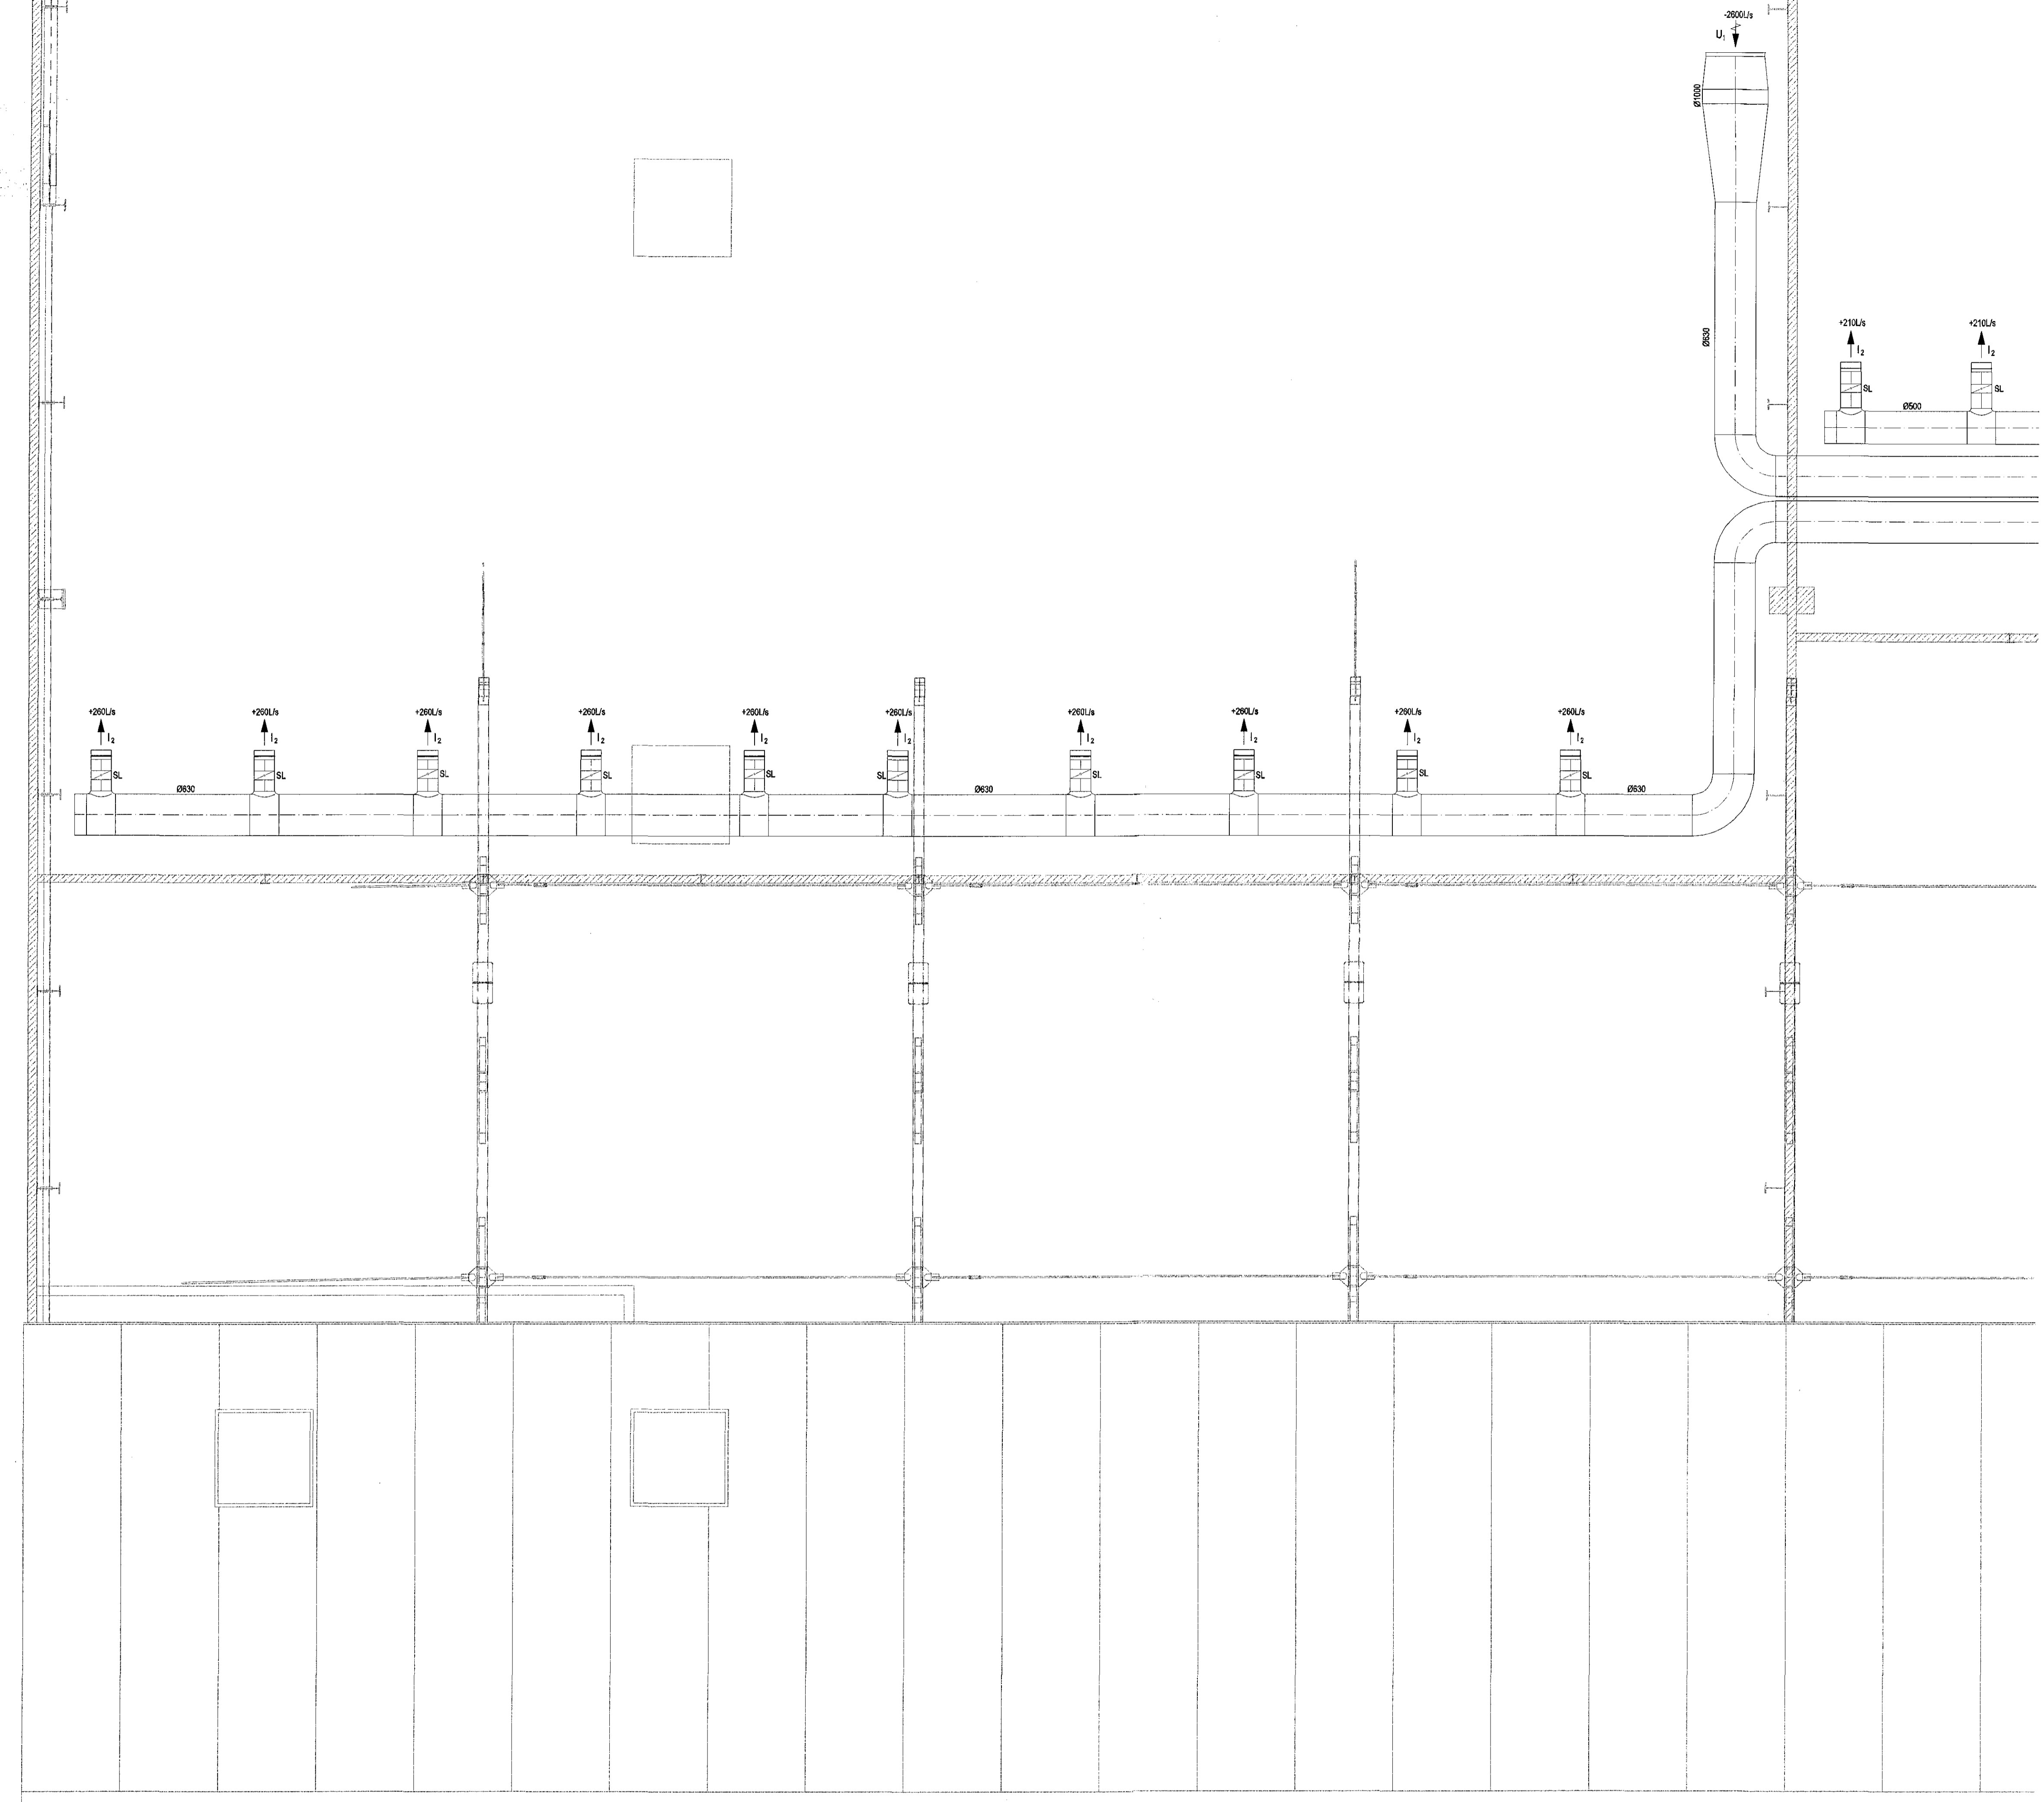 -2600L/s
U₁
Ø1000
Ø630
+210L/s
+210L/s
I₂
I₂
SL
SL
Ø500
+260L/s
+260L/s
+260L/s
+260L/s
+260L/s
+260L/s
+260L/s
+260L/s
+260L/s
+260L/s
I₂
I₂
I₂
I₂
I₂
I₂
I₂
I₂
I₂
I₂
SL
SL
SL
SL
SL
SL
SL
SL
SL
SL
Ø630
Ø630
Ø630